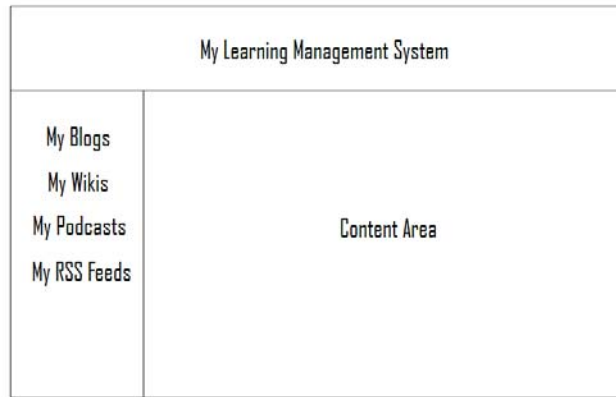 My Learning Management System
My Blogs
My Wikis
My Podcasts
My RSS Feeds
Content Area